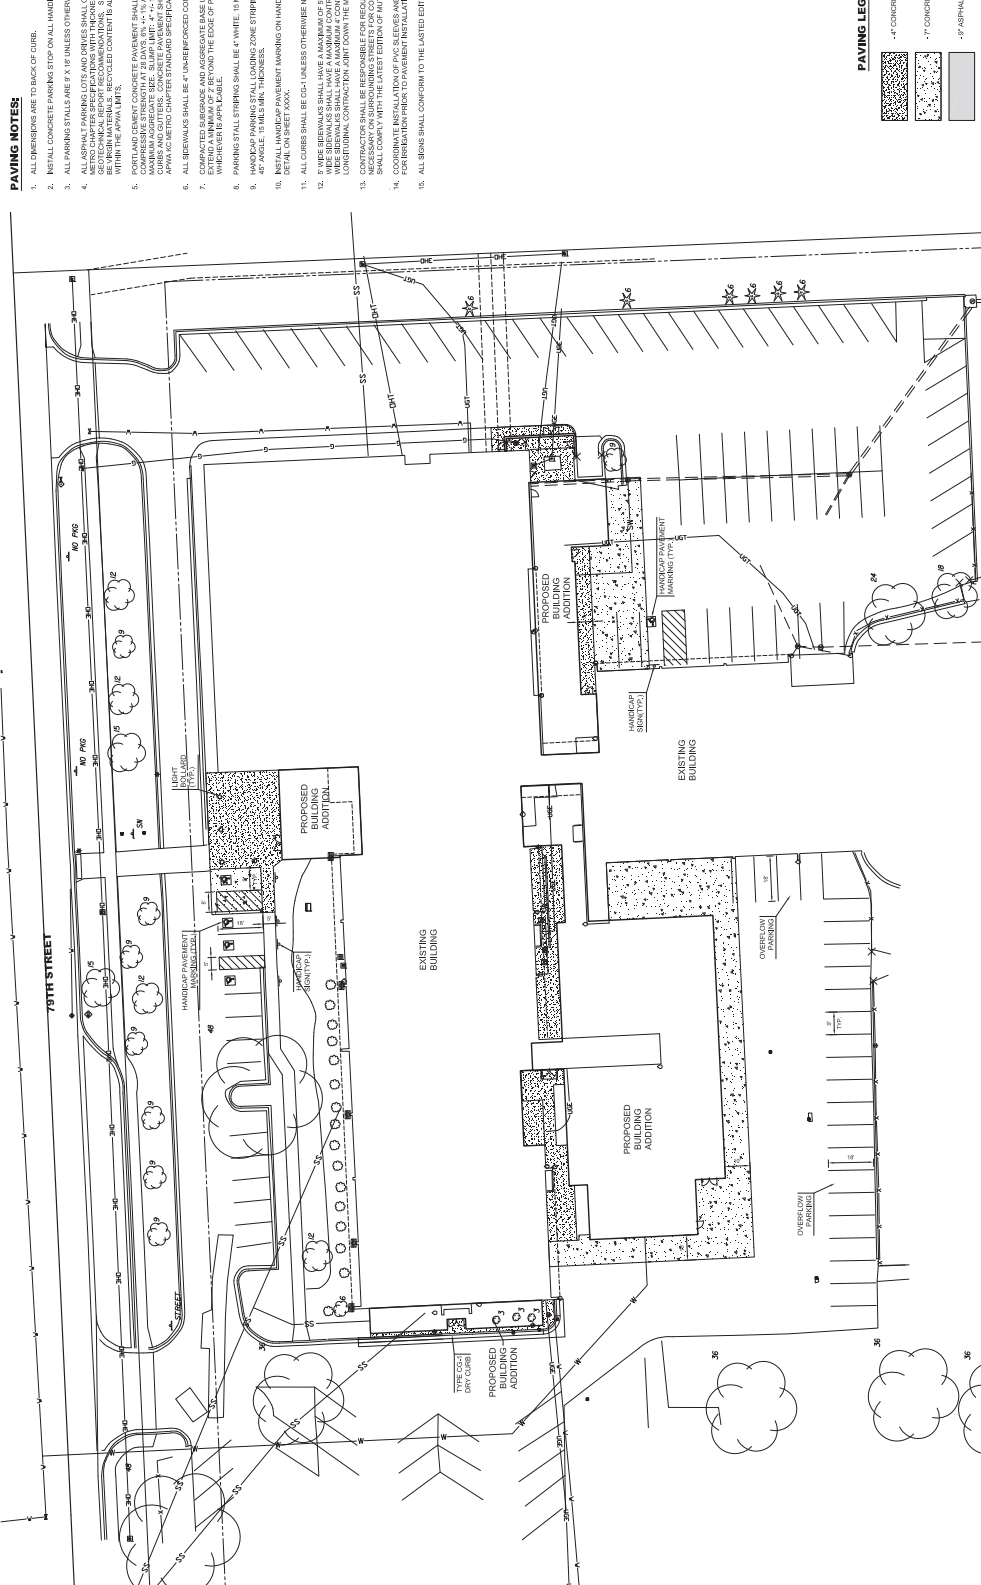 PAVING NOTES:
1. ALL DIMENSIONS ARE TO BACK OF CURB.
2. INSTALL CONCRETE PARKING STOP ON ALL HANDI
3. ALL PARKING STALLS ARE 9' X 18' UNLESS OTHERW
4. ALL ASPHALT PARKING LOTS AND DRIVES SHALL C
METRO CHAPTER SPECIFICATIONS WITH THICKNE
GEOTECHNICAL REPORT RECOMMENDATIONS. S
BE VIRGIN MATERIALS. RECYCLED CONTENT IS AL
WITHIN THE APWA LIMITS.
5. PORTLAND CEMENT CONCRETE PAVEMENT SHALL
COMPRESSIVE STRENGTH AT 28 DAYS, 6% +/- 1%
MAXIMUM AGGREGATE SIZE. SLUMP LIMIT: 4" +/-
CURBS AND GUTTERS, CONCRETE PAVEMENT SH
APWA KC METRO CHAPTER STANDARD SPECIFICA
6. ALL SIDEWALKS SHALL BE 4" UN-REINFORCED CON
7. COMPACTED SUBGRADE AND AGGREGATE BASE U
EXTEND A MINIMUM OF 2' BEYOND THE EDGE OF P
WHICHEVER IS APPLICABLE.
8. PARKING STALL STRIPING SHALL BE 4" WHITE, 15 M
9. HANDICAP PARKING STALL LOADING ZONE STRIPE
45° ANGLE, 15 MILS MIN. THICKNESS.
10. INSTALL HANDICAP PAVEMENT MARKING ON HAND
DETAIL ON SHEET XXXX.
11. ALL CURBS SHALL BE CG-1 UNLESS OTHERWISE N
12. 5' WIDE SIDEWALKS SHALL HAVE A MAXIMUM OF 5'
WIDE SIDEWALKS SHALL HAVE A MAXIMUM CONTR
WIDE SIDEWALKS SHALL HAVE A MAXIMUM 4' CON
LONGITUDINAL CONTRACTION JOINT DOWN THE M
13. CONTRACTOR SHALL BE RESPONSIBLE FOR REDU
NECESSARY ON SURROUNDING STREETS FOR CO
SHALL COMPLY WITH THE LATEST EDITION OF MUT
14. COORDINATE INSTALLATION OF PVC SLEEVES AND
FOR IRRIGATION PRIOR TO PAVEMENT INSTALLATI
15. ALL SIGNS SHALL CONFORM TO THE LASTED EDIT
PAVING LEG
- 4" CONCRE
- 7" CONCRE
- 9" ASPHAL
79TH STREET
NO PKG
NO PKG
STREET
SN
LIGHT
BOLLARD
(TYP.)
HANDICAP PAVEMENT
MARKING (TYP.)
HANDICAP
SIGN(TYP.)
PROPOSED
BUILDING
ADDITION
EXISTING
BUILDING
PROPOSED
BUILDING
ADDITION
HANDICAP PAVEMENT
MARKING (TYP.)
HANDICAP
SIGN(TYP.)
EXISTING
BUILDING
PROPOSED
BUILDING
ADDITION
OVERFLOW
PARKING
OVERFLOW
PARKING
9'
TYP.
18'
18'
TYPE CG-1
DRY CURB
PROPOSED
BUILDING
ADDITION